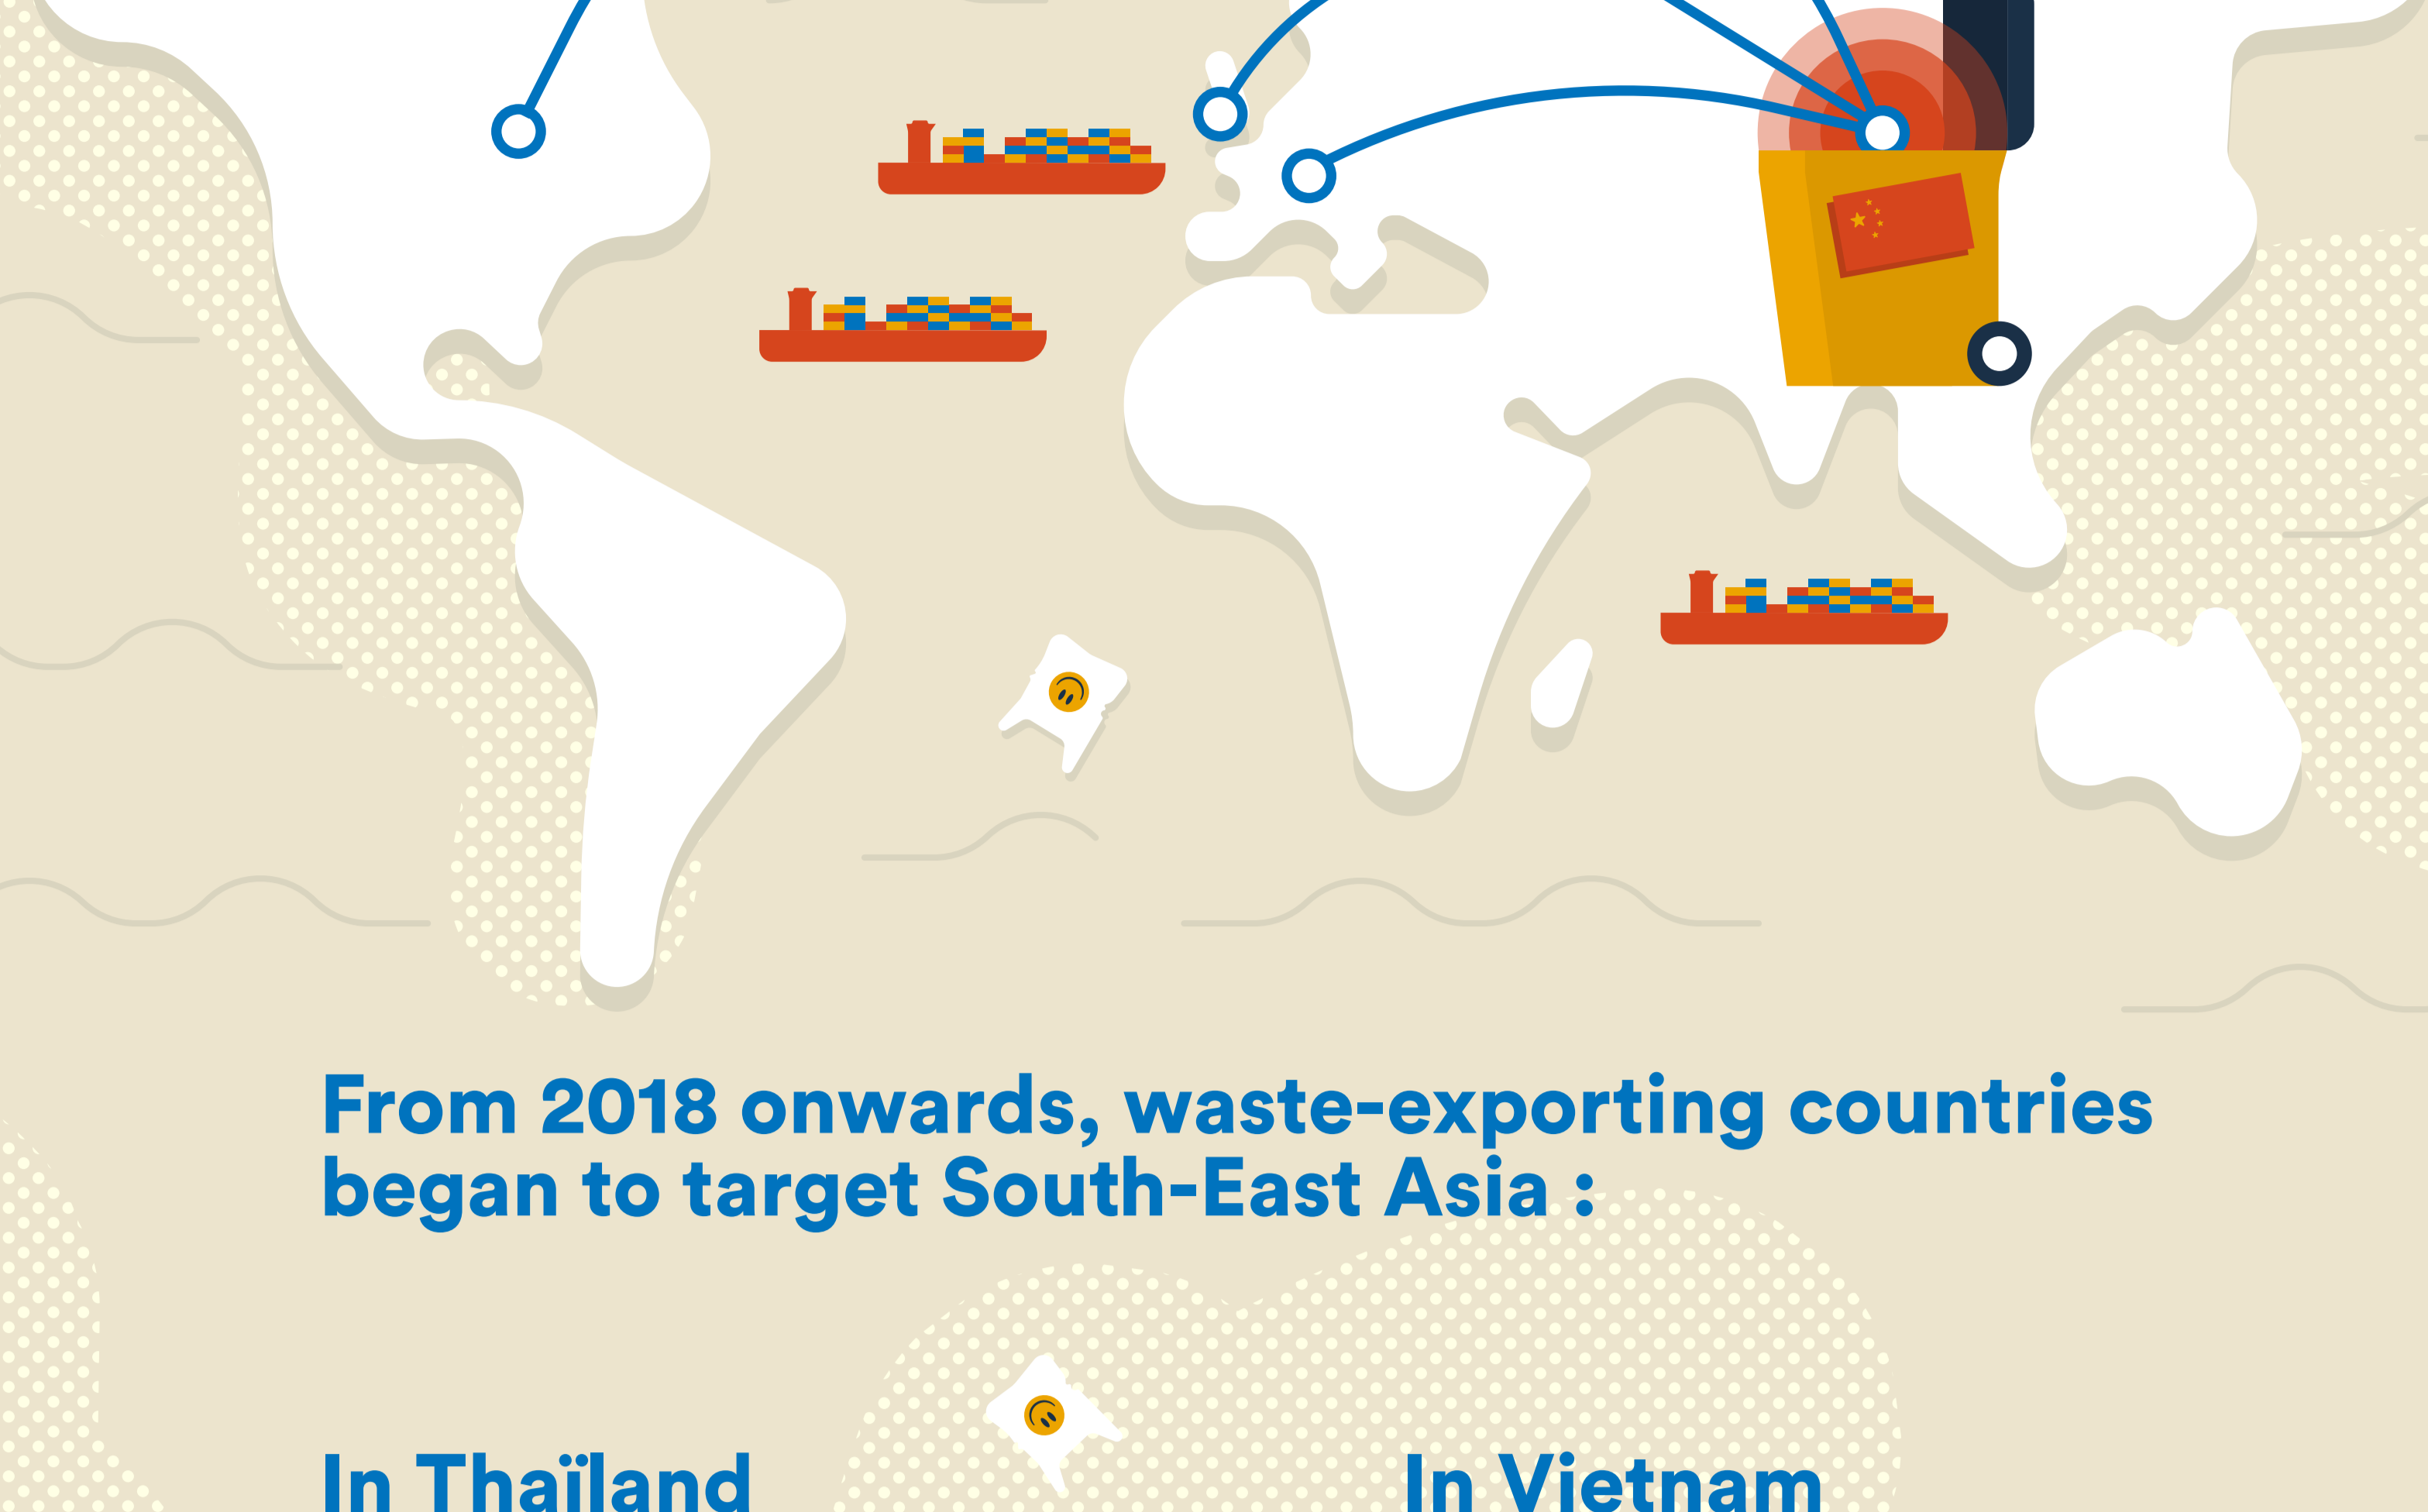 From 2018 onwards, waste-exporting countries
began to target South-East Asia :
In Thaïland
In Vietnam